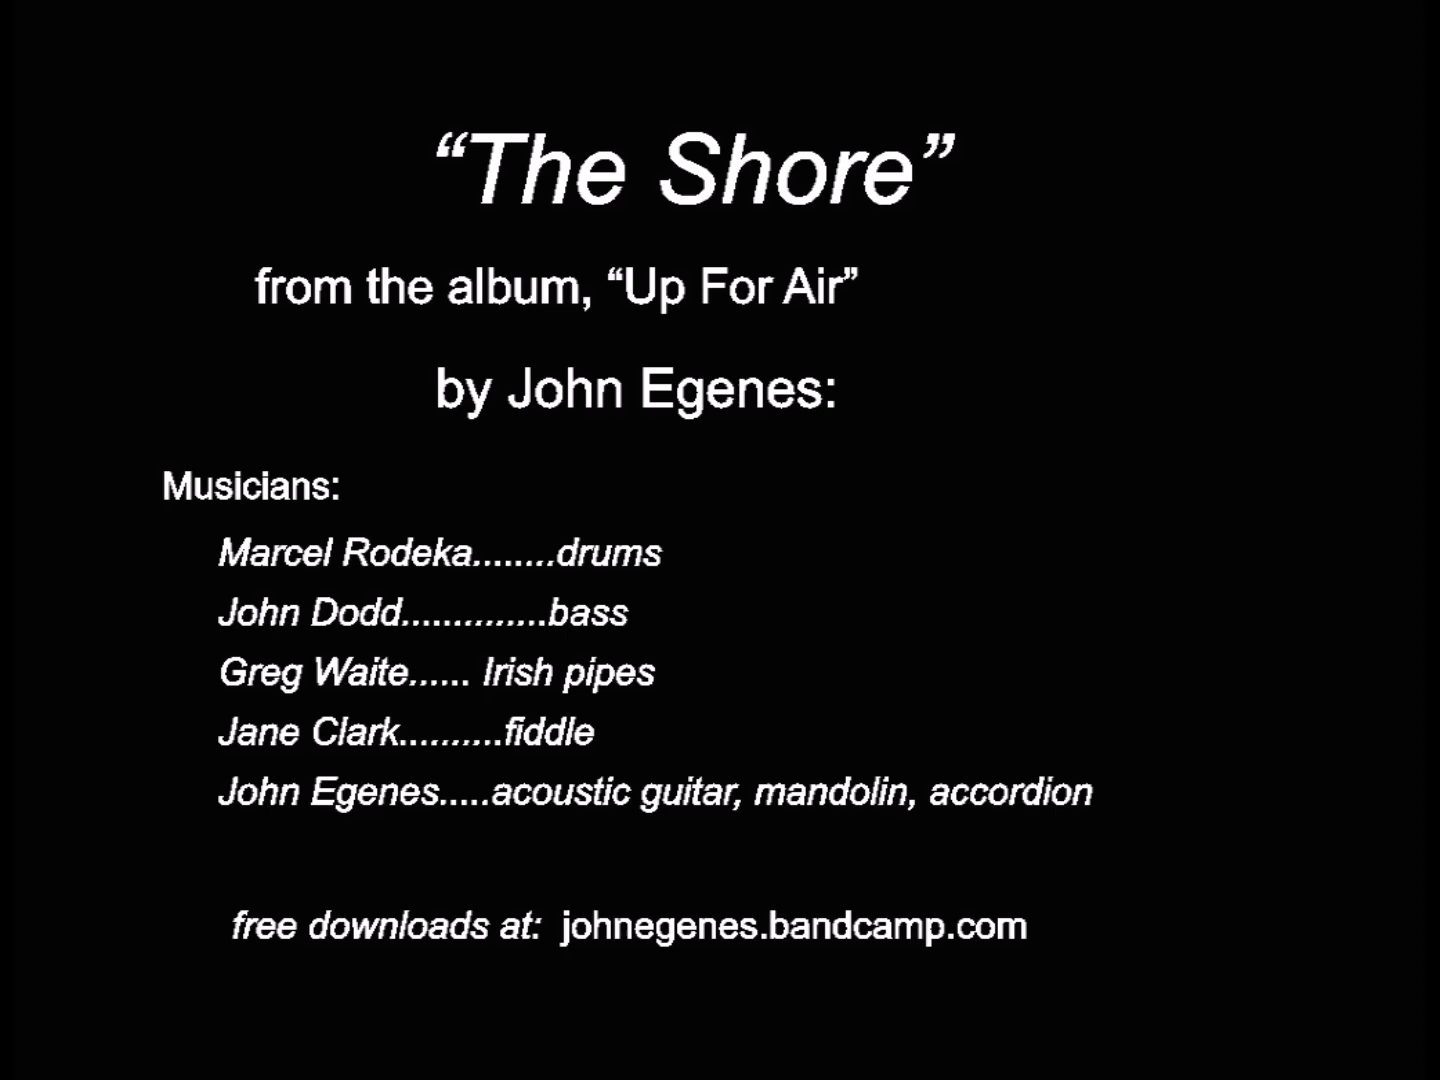 “The Shore”
from the album, “Up For Air”
by John Egenes:
Musicians:
Marcel Rodeka........drums
John Dodd..............bass
Greg Waite...... Irish pipes
Jane Clark..........fiddle
John Egenes.....acoustic guitar, mandolin, accordion
free downloads at: johnegenes.bandcamp.com